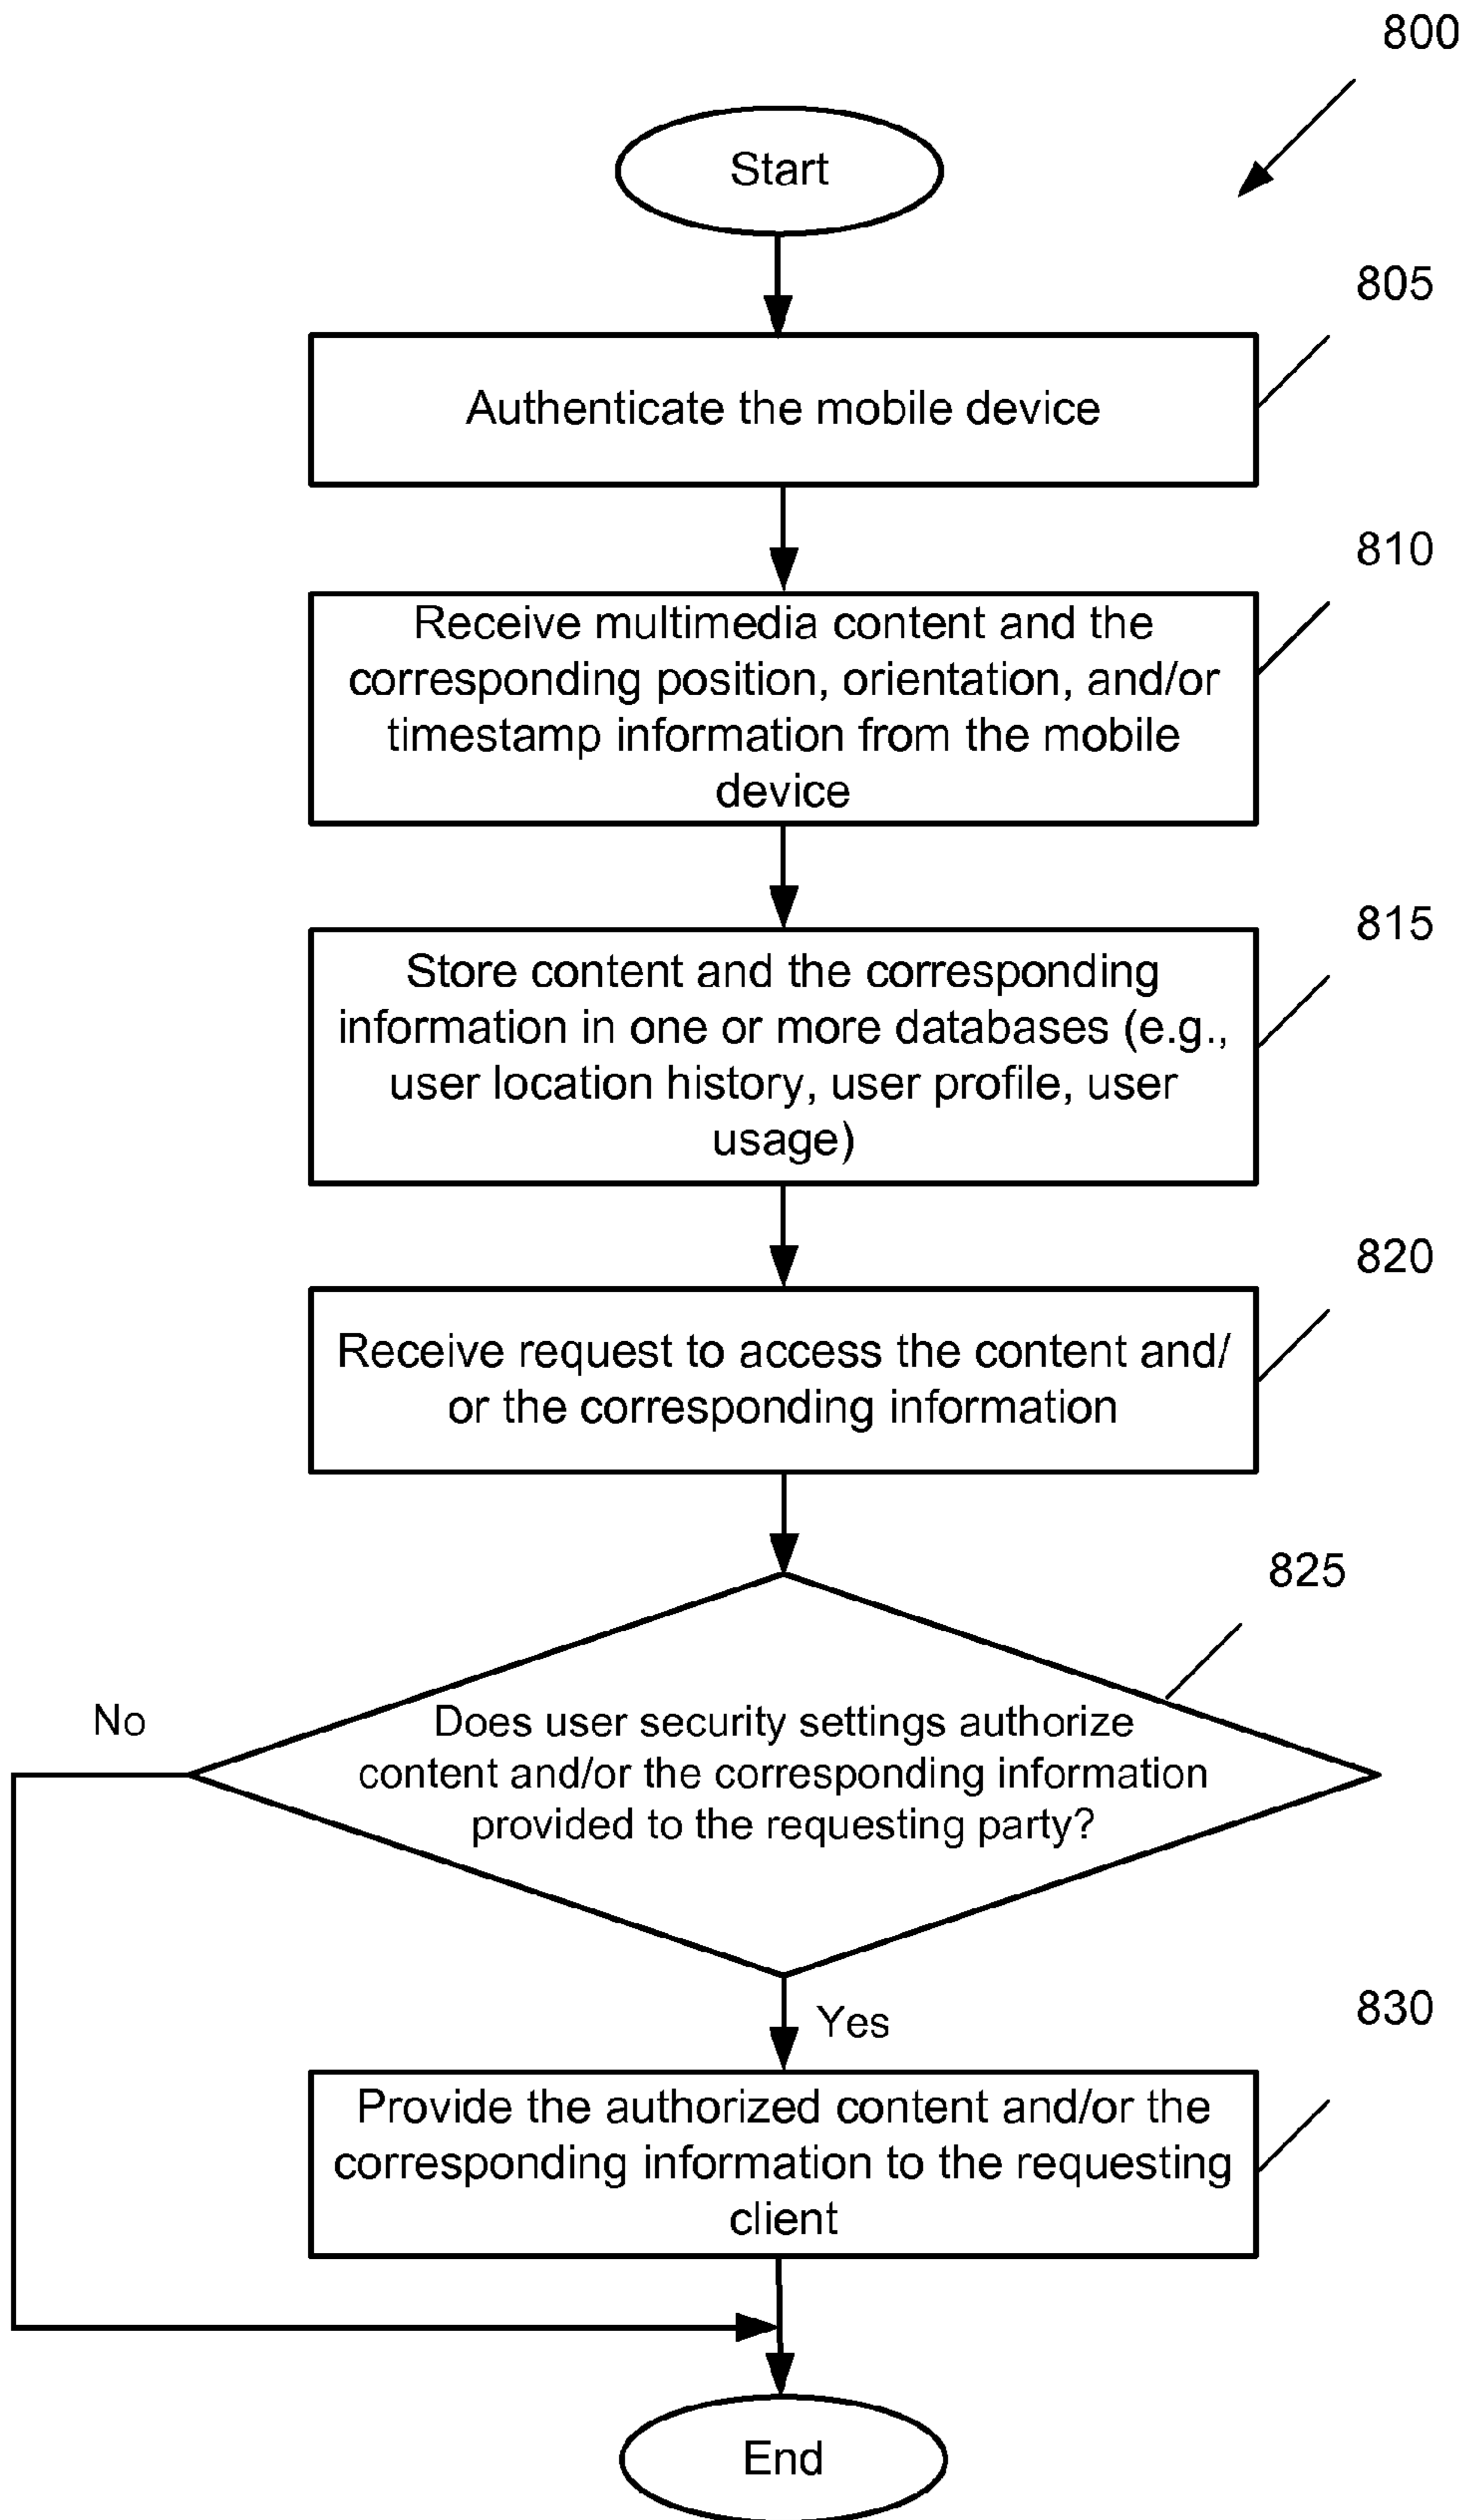 800
Start
805
Authenticate the mobile device
810
Receive multimedia content and the
corresponding position, orientation, and/or
timestamp information from the mobile
device
815
Store content and the corresponding
information in one or more databases (e.g.,
user location history, user profile, user
usage)
820
Receive request to access the content and/
or the corresponding information
825
No
Does user security settings authorize
content and/or the corresponding information
provided to the requesting party?
Yes
830
Provide the authorized content and/or the
corresponding information to the requesting
client
End